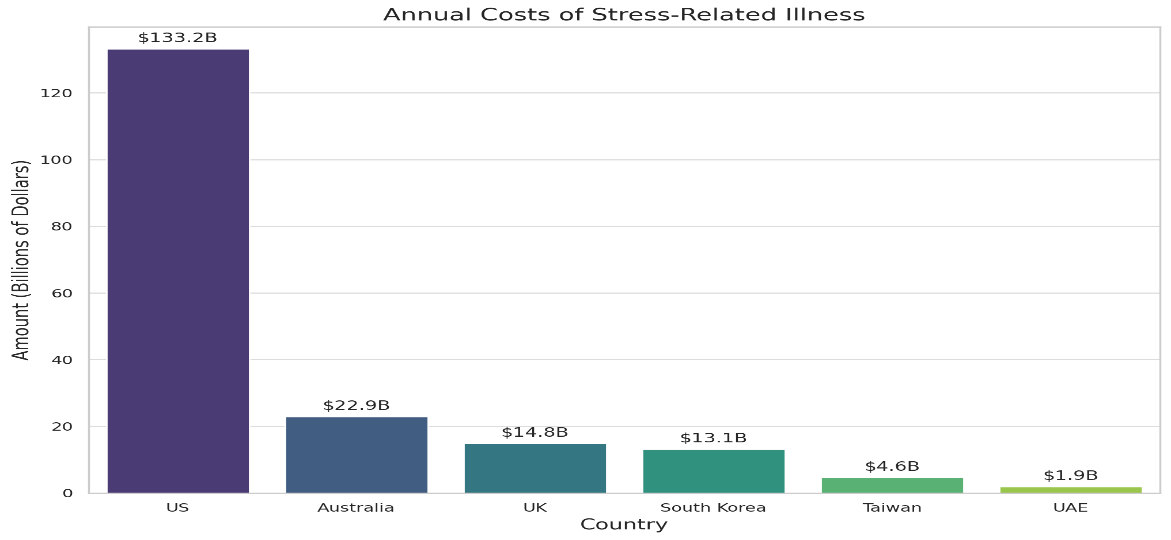 Annual Costs of Stress-Related Illness
$133.2B
$22.9B
$14.8B
$13.1B
$4.6B
$1.9B
Amount (Billions of Dollars)
120
100
80
60
40
20
0
US Australia UK South Korea Taiwan UAE
Country